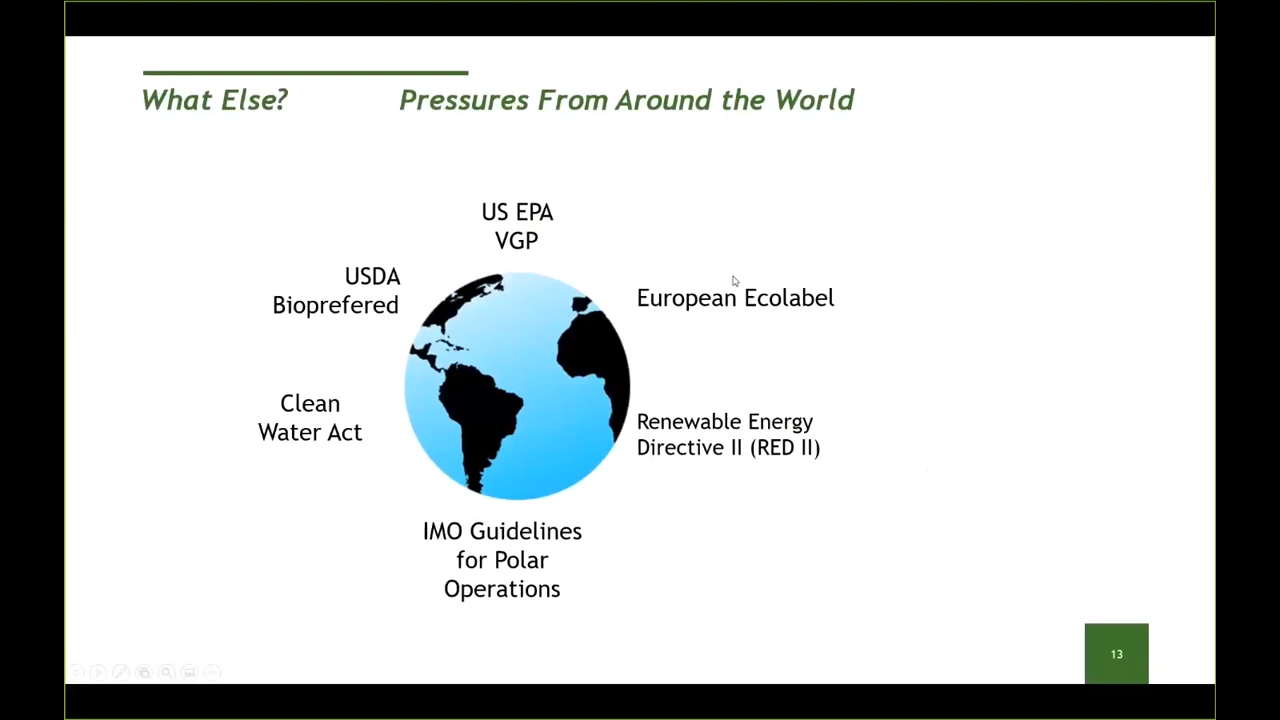 What Else? Pressures From Around the World
US EPA
VGP
USDA
Bioprefered
European Ecolabel
Clean
Water Act
Renewable Energy
Directive II (RED II)
IMO Guidelines
for Polar
Operations
13